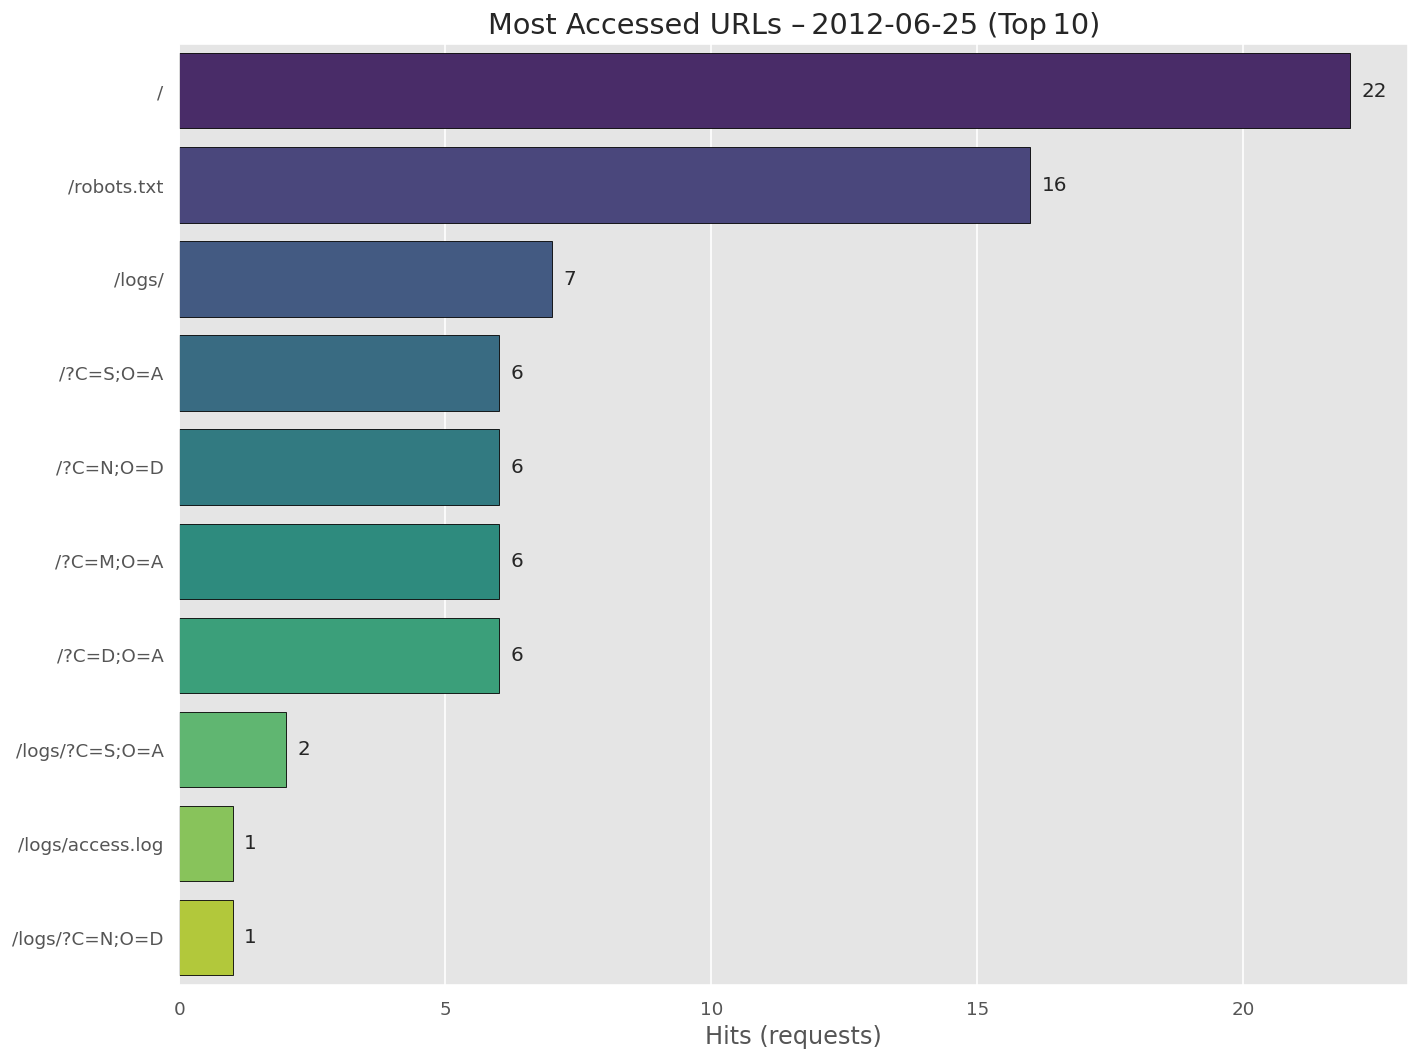 Most Accessed URLs – 2012-06-25 (Top 10)
/
22
/robots.txt
16
/logs/
7
/?C=S;O=A
6
/?C=N;O=D
6
/?C=M;O=A
6
/?C=D;O=A
6
/logs/?C=S;O=A
2
/logs/access.log
1
/logs/?C=N;O=D
1
0 5 10 15 20
Hits (requests)